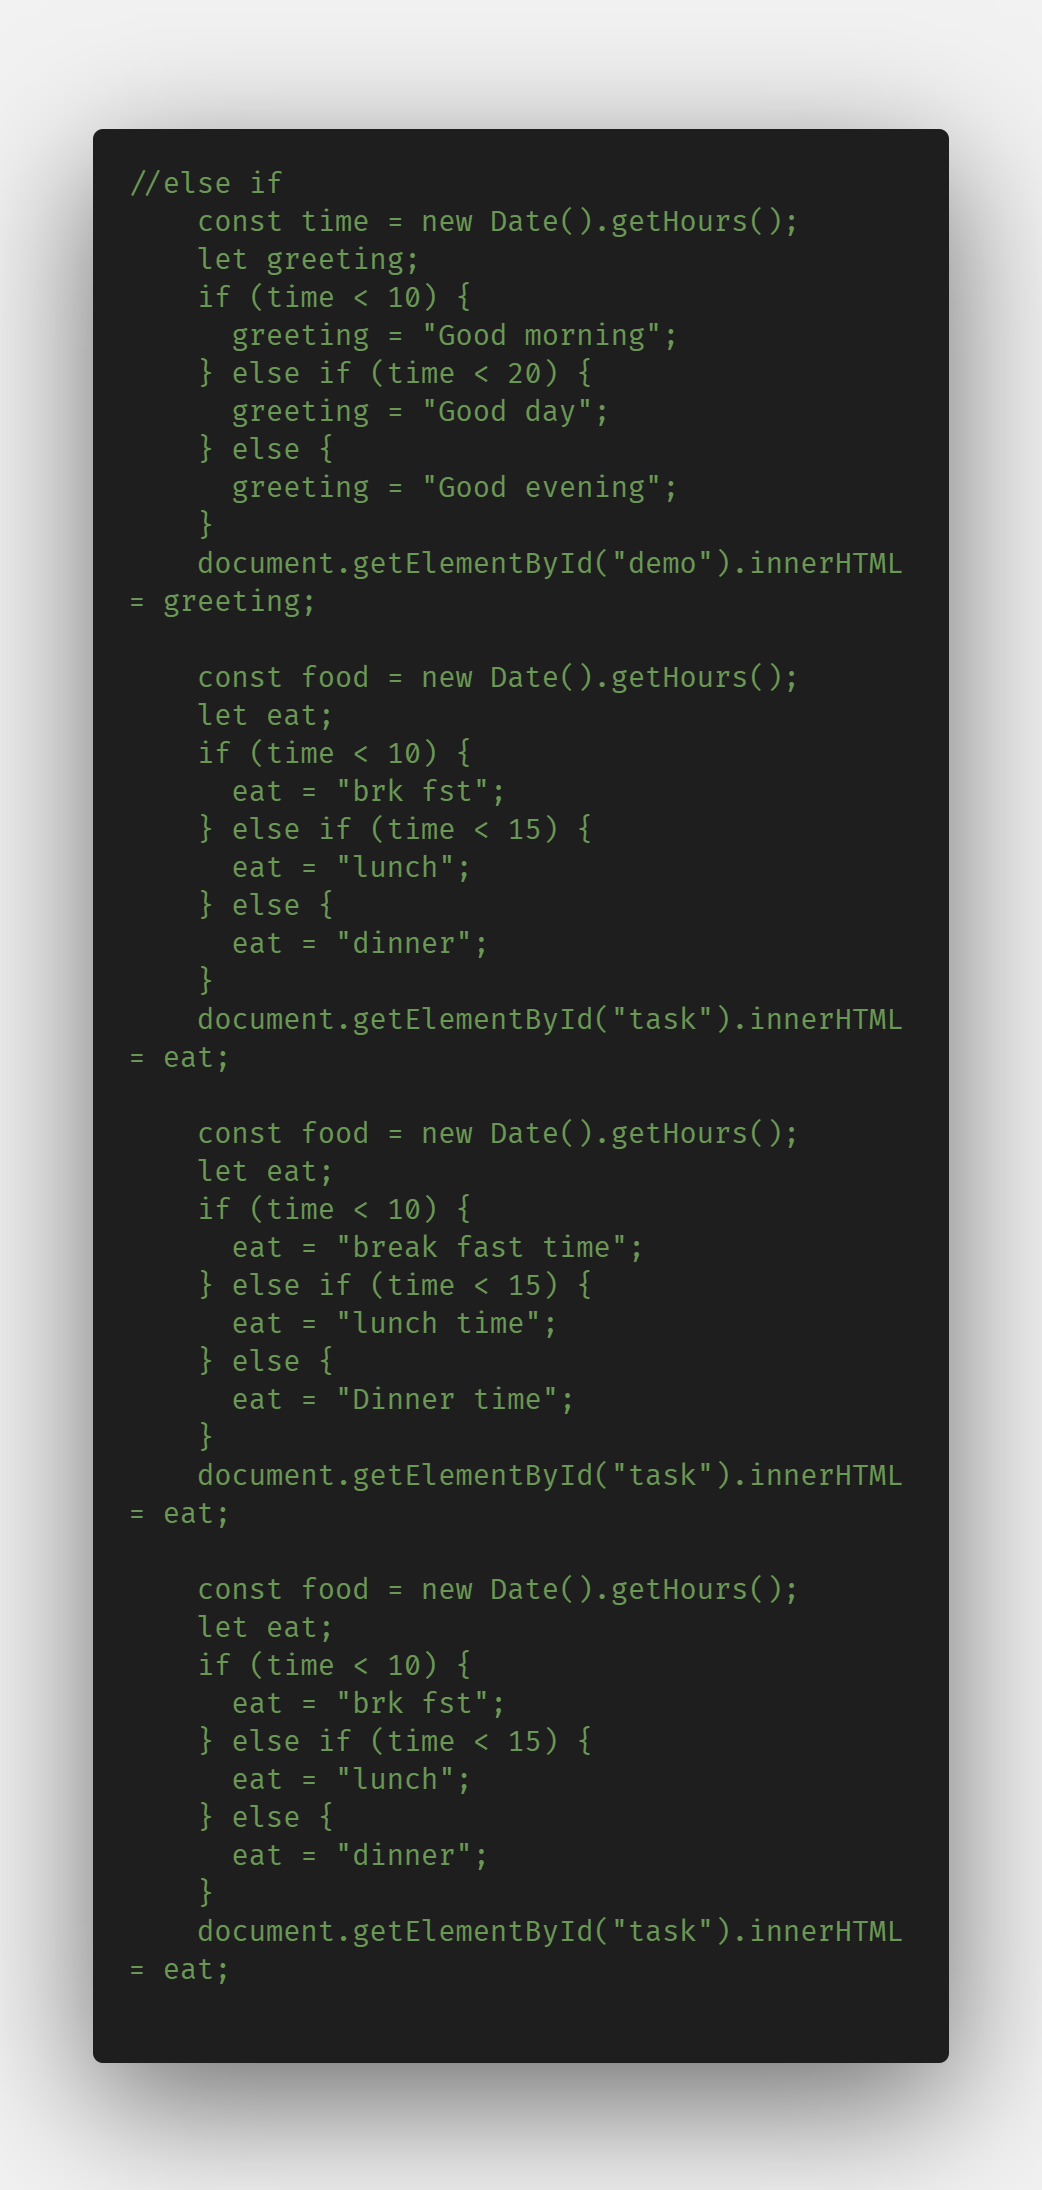 //else if
    const time = new Date().getHours();
    let greeting;
    if (time < 10) {
      greeting = "Good morning";
    } else if (time < 20) {
      greeting = "Good day";
    } else {
      greeting = "Good evening";
    }
    document.getElementById("demo").innerHTML
= greeting;

    const food = new Date().getHours();
    let eat;
    if (time < 10) {
      eat = "brk fst";
    } else if (time < 15) {
      eat = "lunch";
    } else {
      eat = "dinner";
    }
    document.getElementById("task").innerHTML
= eat;

    const food = new Date().getHours();
    let eat;
    if (time < 10) {
      eat = "break fast time";
    } else if (time < 15) {
      eat = "lunch time";
    } else {
      eat = "Dinner time";
    }
    document.getElementById("task").innerHTML
= eat;

    const food = new Date().getHours();
    let eat;
    if (time < 10) {
      eat = "brk fst";
    } else if (time < 15) {
      eat = "lunch";
    } else {
      eat = "dinner";
    }
    document.getElementById("task").innerHTML
= eat;